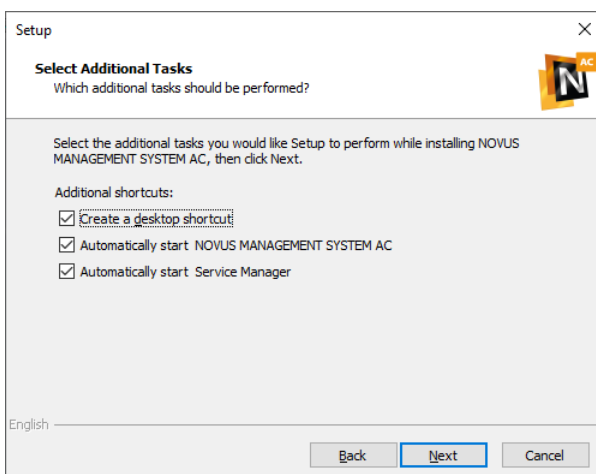 Setup
Select Additional Tasks
Which additional tasks should be performed?
AC
N
Select the additional tasks you would like Setup to perform while installing NOVUS
MANAGEMENT SYSTEM AC, then click Next.
Additional shortcuts:
Create a desktop shortcut
Automatically start NOVUS MANAGEMENT SYSTEM AC
Automatically start Service Manager
English
Back Next Cancel